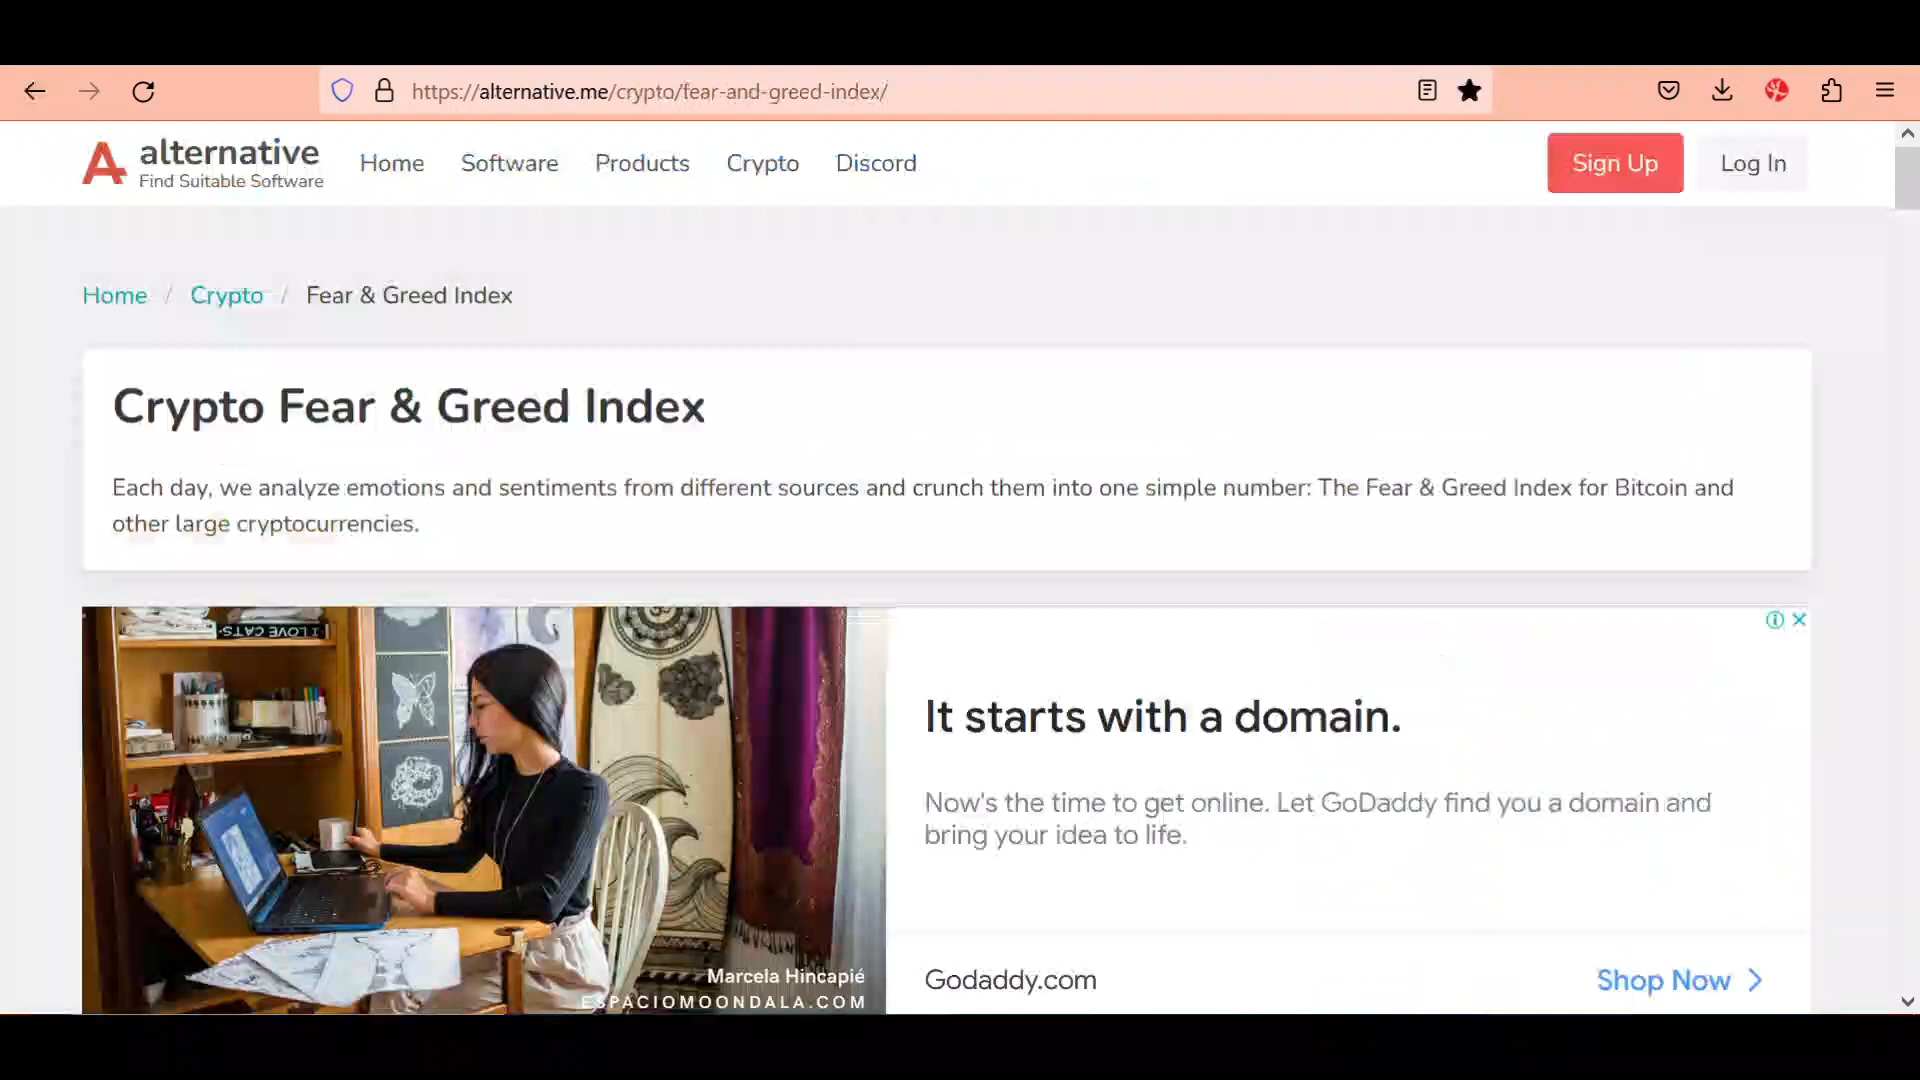 https://alternative.me/crypto/fear-and-greed-index/
alternative
Find Suitable Software
Home
Software
Products
Crypto
Discord
Sign Up
Log In
Home / Crypto / Fear & Greed Index
Crypto Fear & Greed Index
Each day, we analyze emotions and sentiments from different sources and crunch them into one simple number: The Fear & Greed Index for Bitcoin and
other large cryptocurrencies.
I LOVE CATS.
It starts with a domain.
Now's the time to get online. Let GoDaddy find you a domain and
bring your idea to life.
Marcela Hincapié
ESPACIOMOONDALA.COM
Godaddy.com
Shop Now